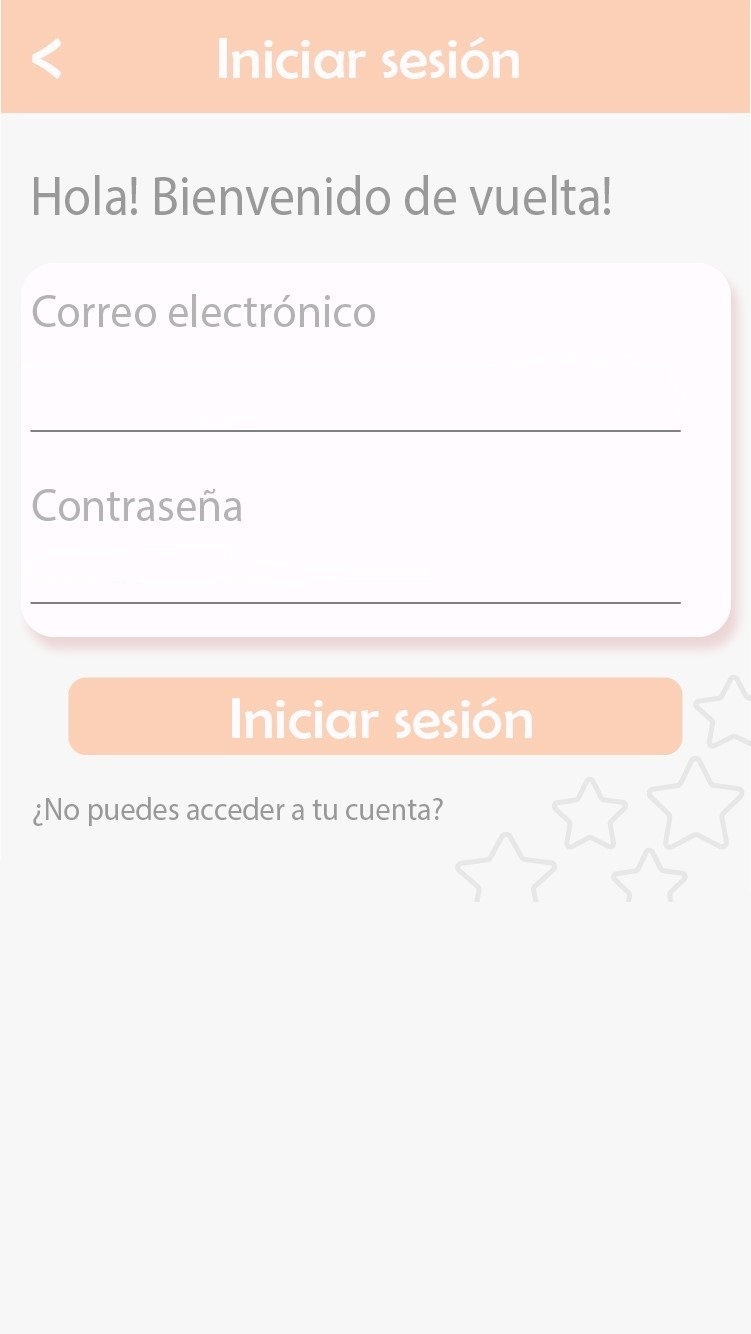 Iniciar sesión
Hola! Bienvenido de vuelta!
Correo electrónico
Contraseña
Iniciar sesión
¿No puedes acceder a tu cuenta?